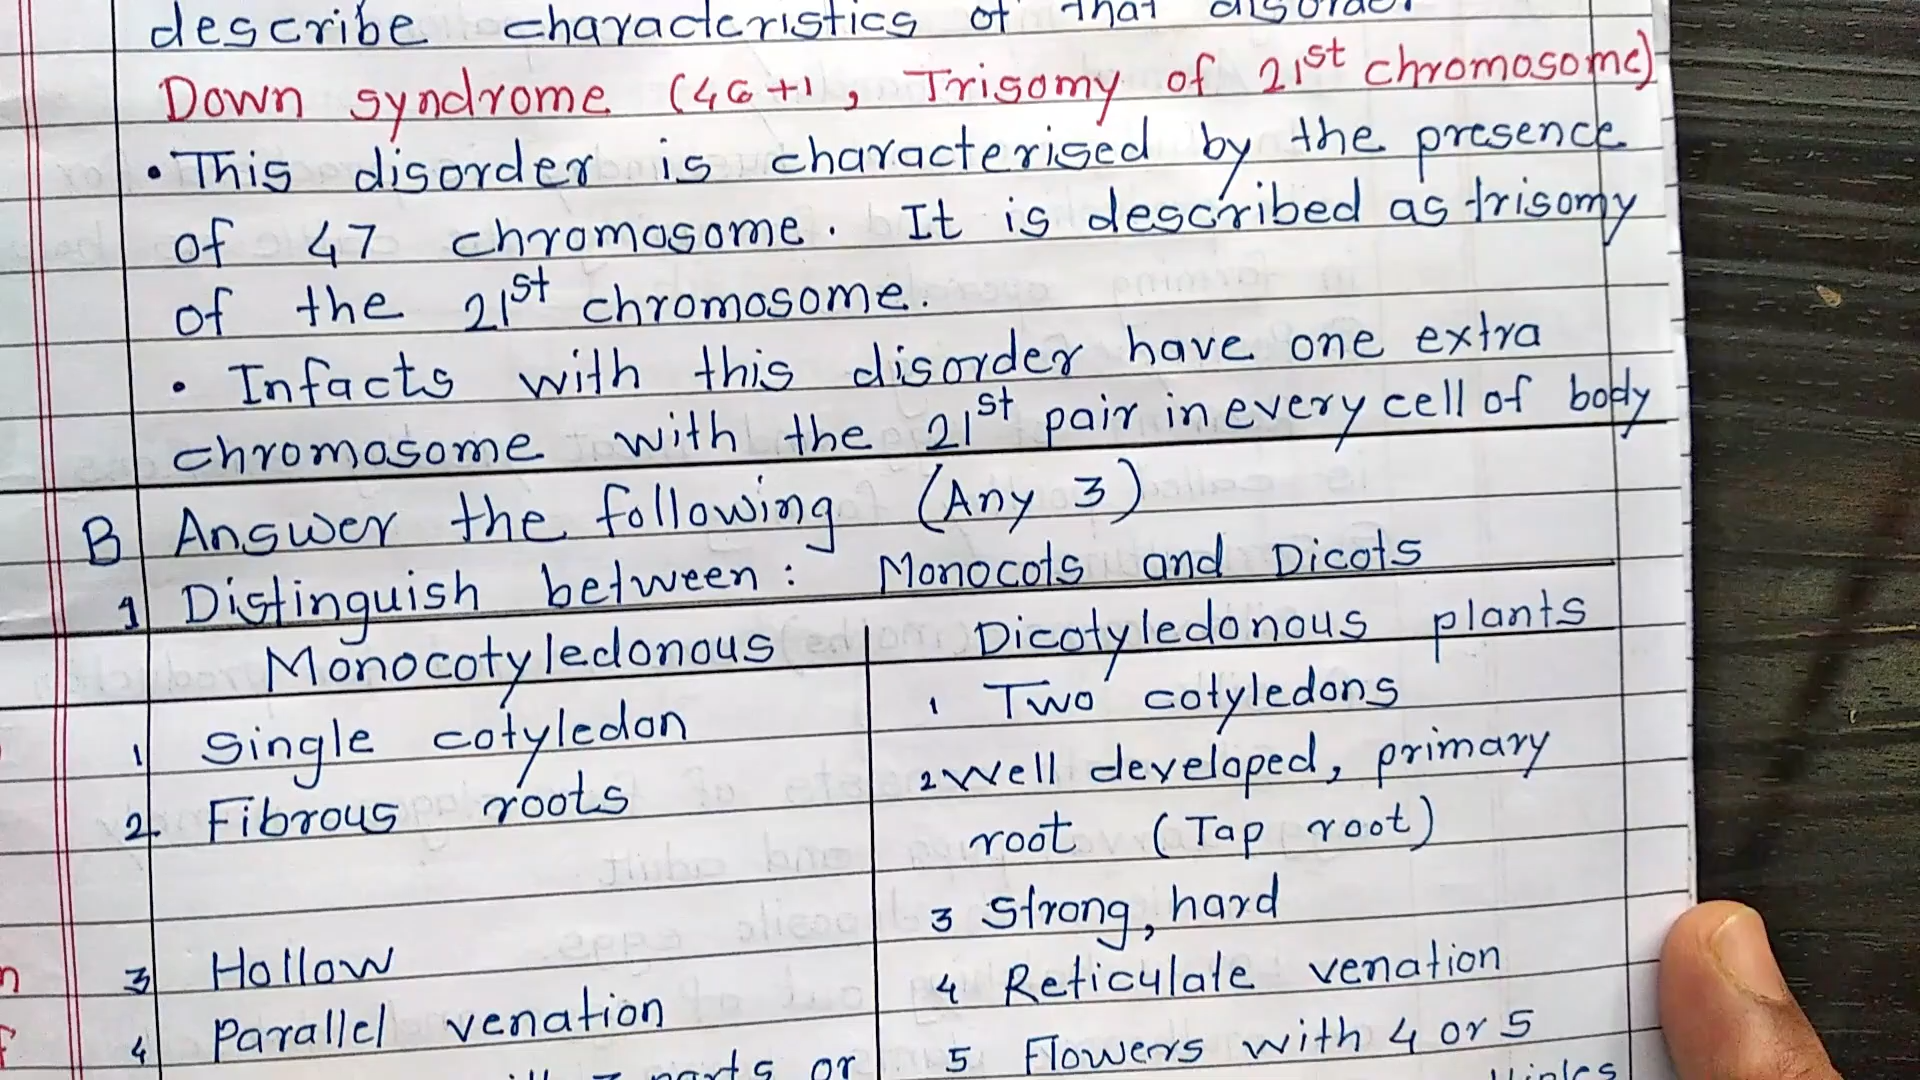 describe characteristics of that
Down syndrome (46+1, Trisomy of 21st chromosome)
• This disorder is characterised by the presence
of 47 chromosome. It is described as trisomy
of the 21st chromosome.
• Infacts with this disorder have one extra
chromosome with the 21st pair in every cell of body
B Answer the following (Any 3)
1 Distinguish between: Monocots and Dicots
Monocotyledonous
1 Single cotyledon
2 Fibrous roots
3 Hollow
4 Parallel venation
parts or
Dicotyledonous plants
1 Two cotyledons
2 Well developed, primary
root (Tap root)
3 Strong, hard
4 Reticulate venation
5 Flowers with 4 or 5